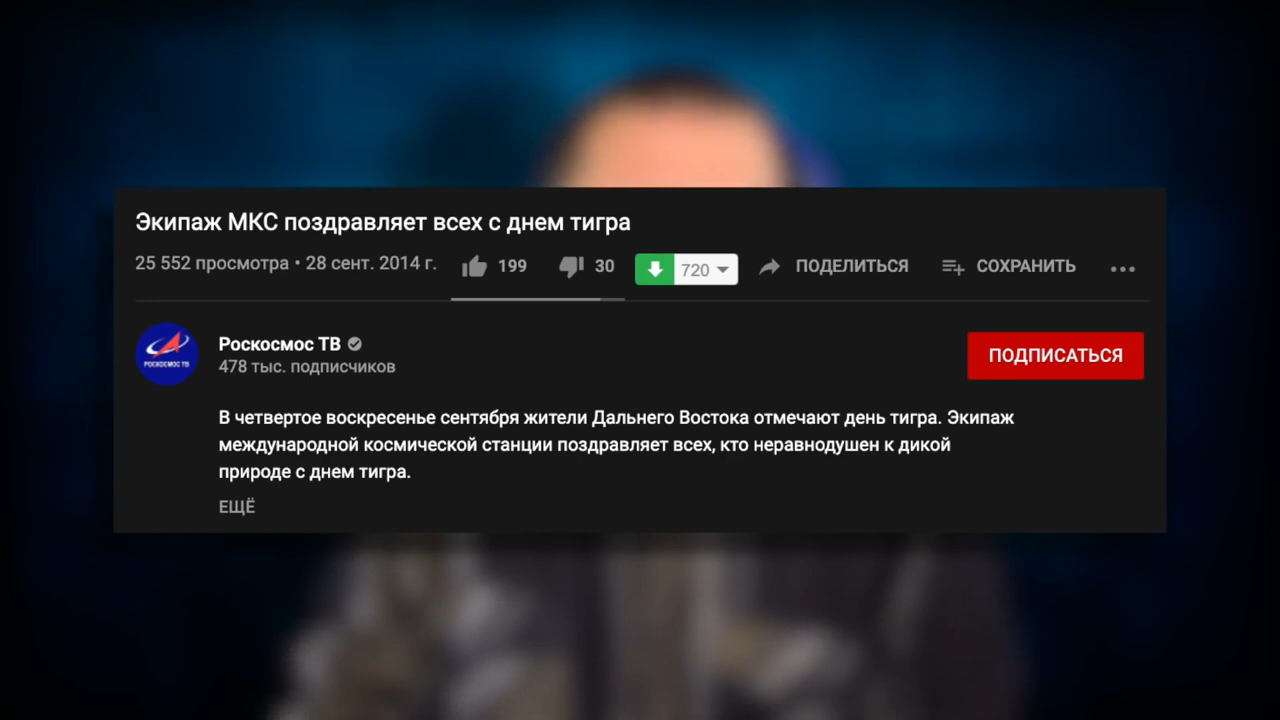 Экипаж МКС поздравляет всех с днем тигра
25 552 просмотра • 28 сент. 2014 г. 199 30 720 ПОДЕЛИТЬСЯ СОХРАНИТЬ
РОСКОСМОС ТВ
Роскосмос ТВ
478 тыс. подписчиков
ПОДПИСАТЬСЯ
В четвертое воскресенье сентября жители Дальнего Востока отмечают день тигра. Экипаж
международной космической станции поздравляет всех, кто неравнодушен к дикой
природе с днем тигра.
ЕЩЁ